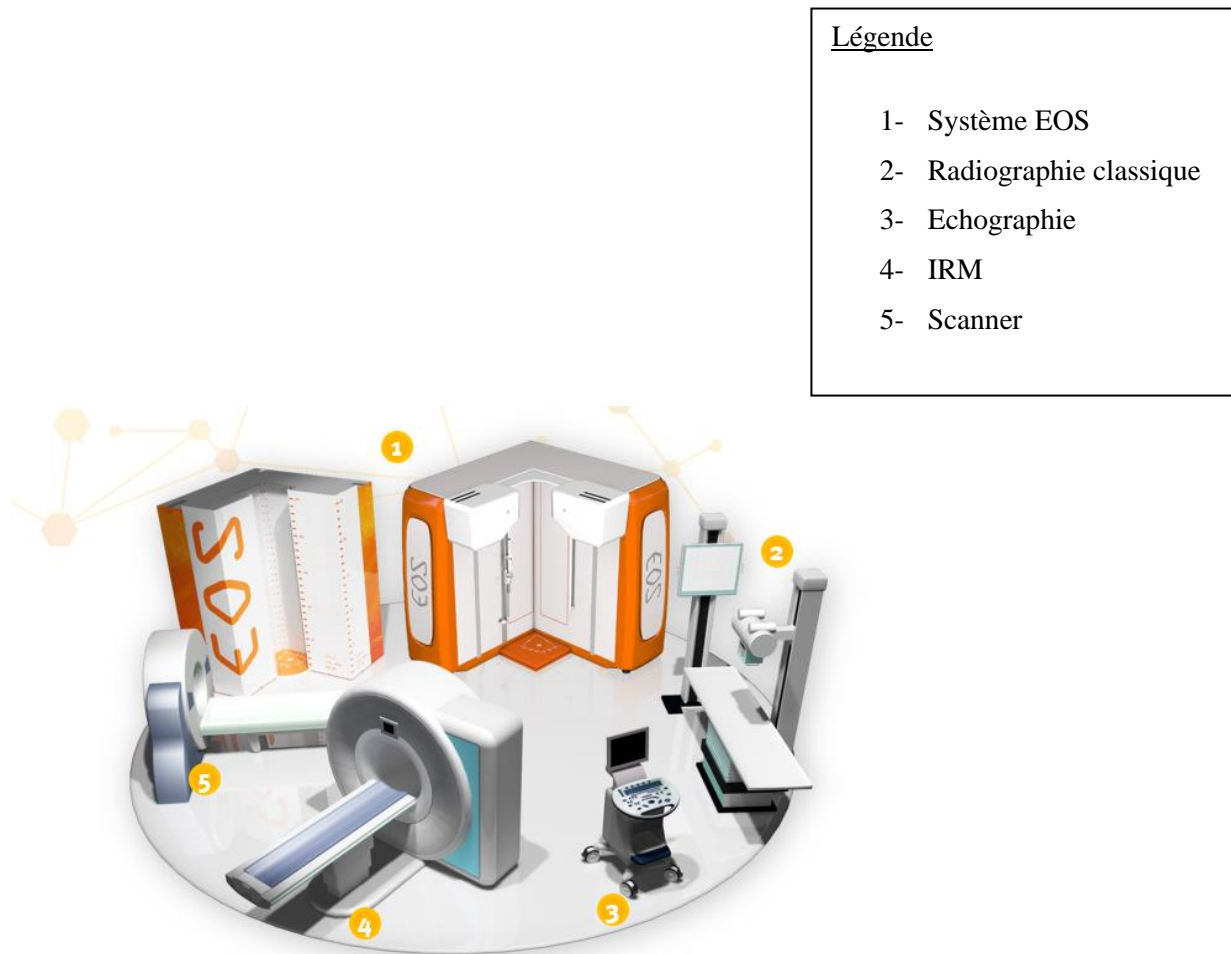 Légende
1- Système EOS
2- Radiographie classique
3- Echographie
4- IRM
5- Scanner
1
EOS
EOS
EOS
2
5
3
4